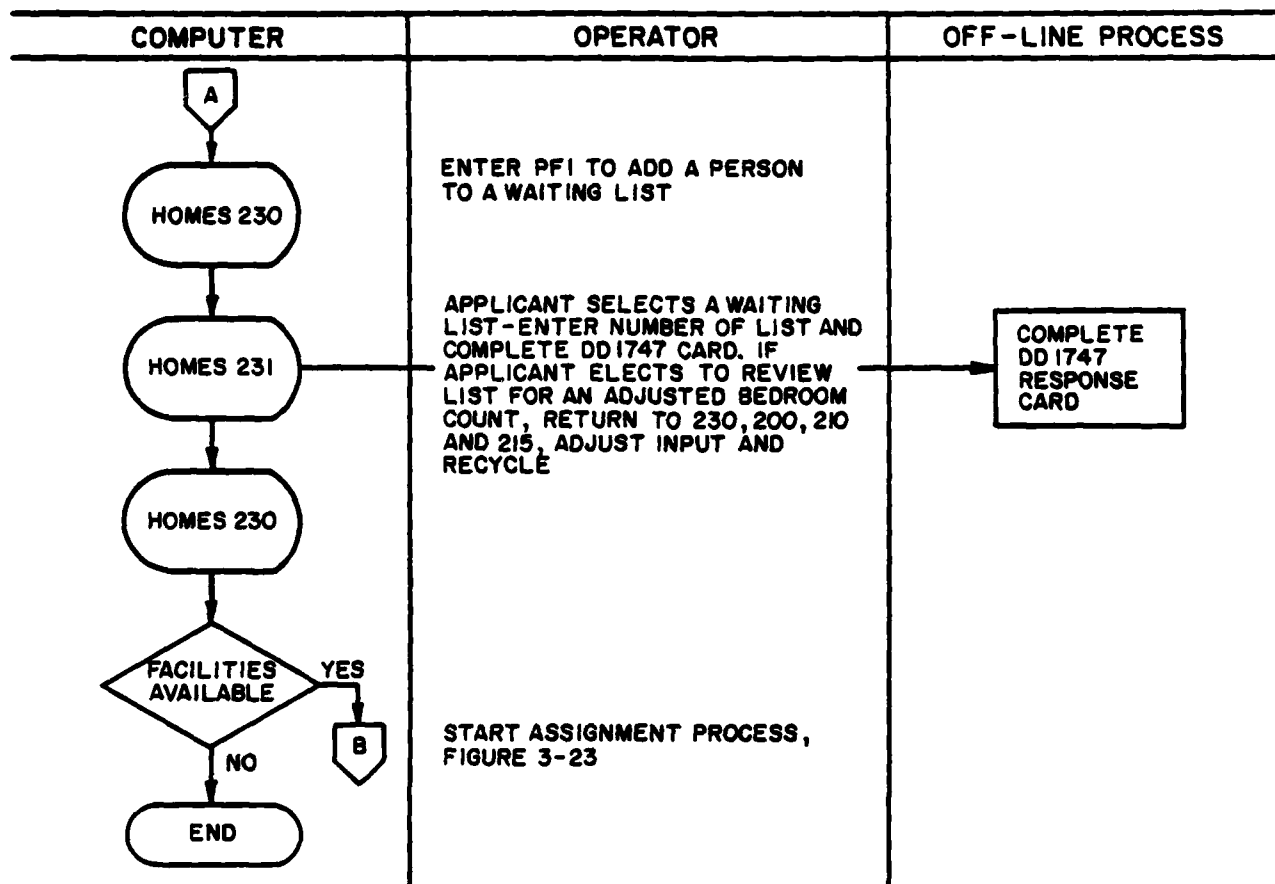 COMPUTER
OPERATOR
OFF-LINE PROCESS
A
HOMES 230
ENTER PF1 TO ADD A PERSON
TO A WAITING LIST
HOMES 231
APPLICANT SELECTS A WAITING
LIST-ENTER NUMBER OF LIST AND
COMPLETE DD 1747 CARD. IF
APPLICANT ELECTS TO REVIEW
LIST FOR AN ADJUSTED BEDROOM
COUNT, RETURN TO 230, 200, 210
AND 215, ADJUST INPUT AND
RECYCLE
COMPLETE
DD 1747
RESPONSE
CARD
HOMES 230
FACILITIES
AVAILABLE
YES
B
START ASSIGNMENT PROCESS,
FIGURE 3-23
NO
END